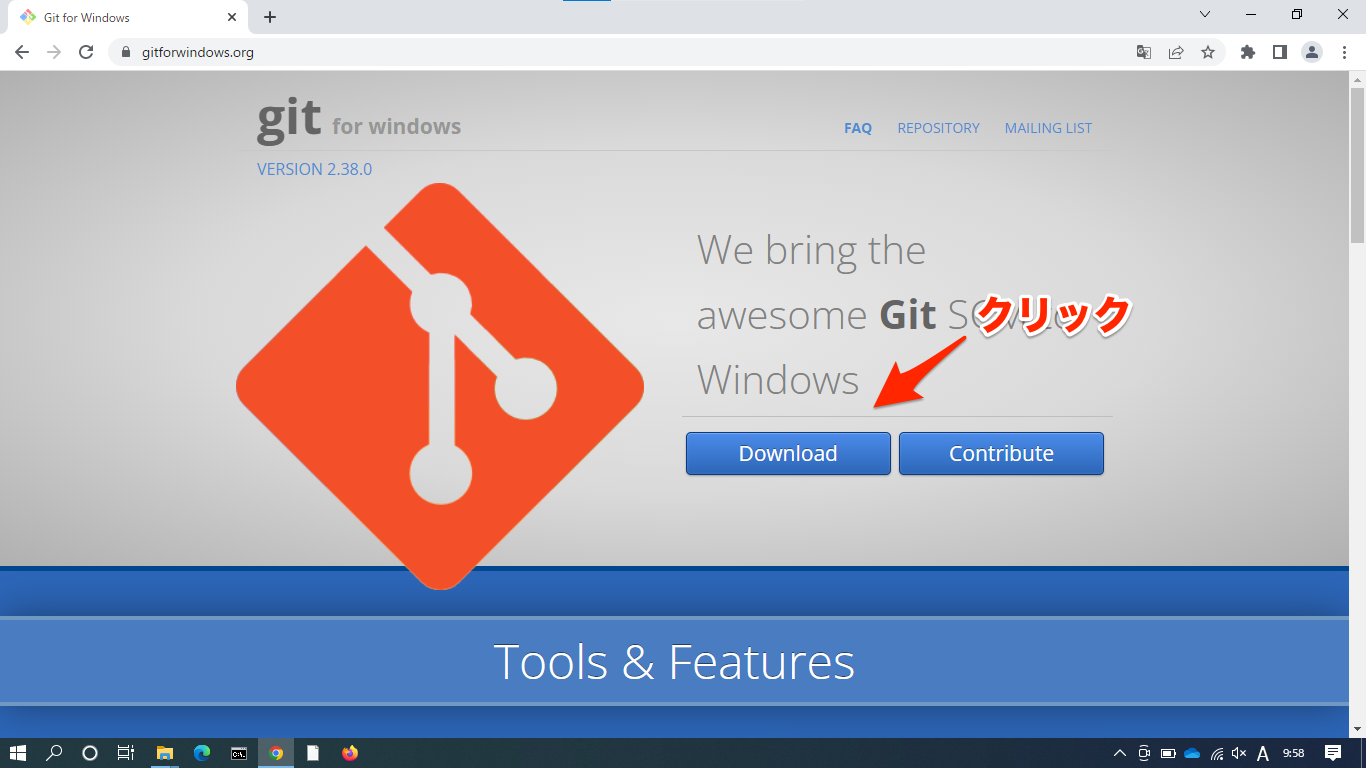 Git for Windows
gitforwindows.org
git for windows
FAQ REPOSITORY MAILING LIST
VERSION 2.38.0
We bring the
awesome Git
クリック
Windows
Download Contribute
Tools & Features
A 9:58